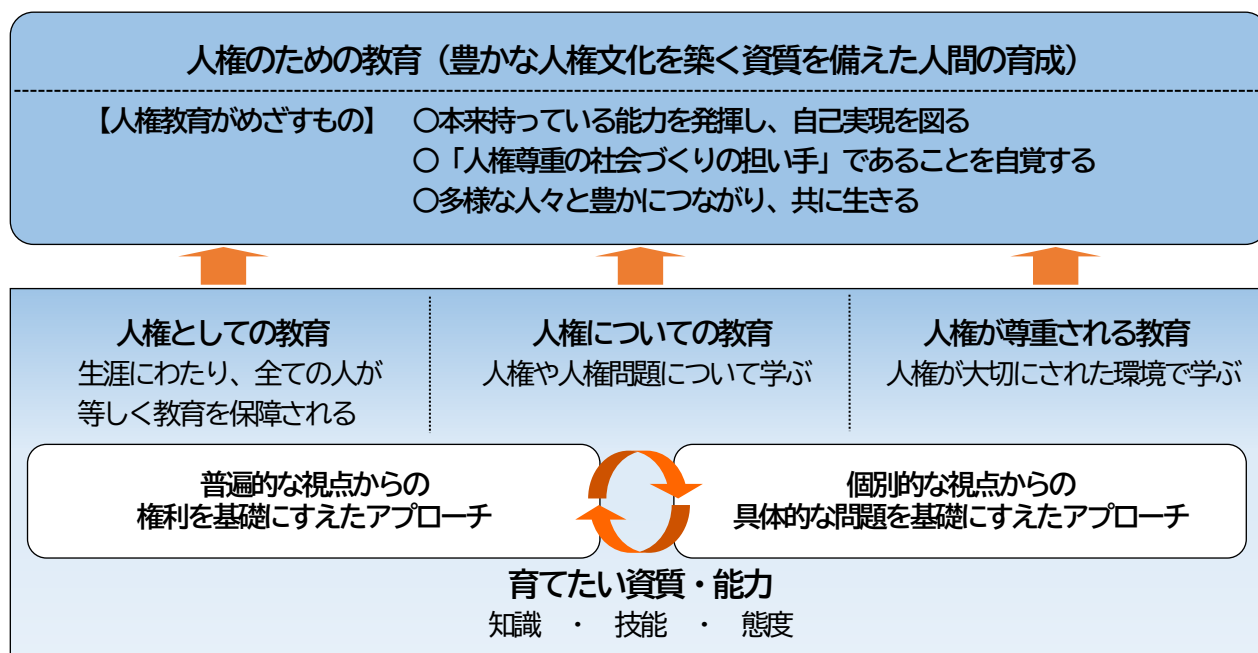 人権のための教育（豊かな人権文化を築く資質を備えた人間の育成）
【人権教育がめざすもの】 ○本来持っている能力を発揮し、自己実現を図る
○「人権尊重の社会づくりの担い手」であることを自覚する
○多様な人々と豊かにつながり、共に生きる
人権としての教育
生涯にわたり、全ての人が
等しく教育を保障される
人権についての教育
人権や人権問題について学ぶ
人権が尊重される教育
人権が大切にされた環境で学ぶ
普遍的な視点からの
権利を基礎にすえたアプローチ
個別的な視点からの
具体的な問題を基礎にすえたアプローチ
育てたい資質・能力
知識 ・ 技能 ・ 態度